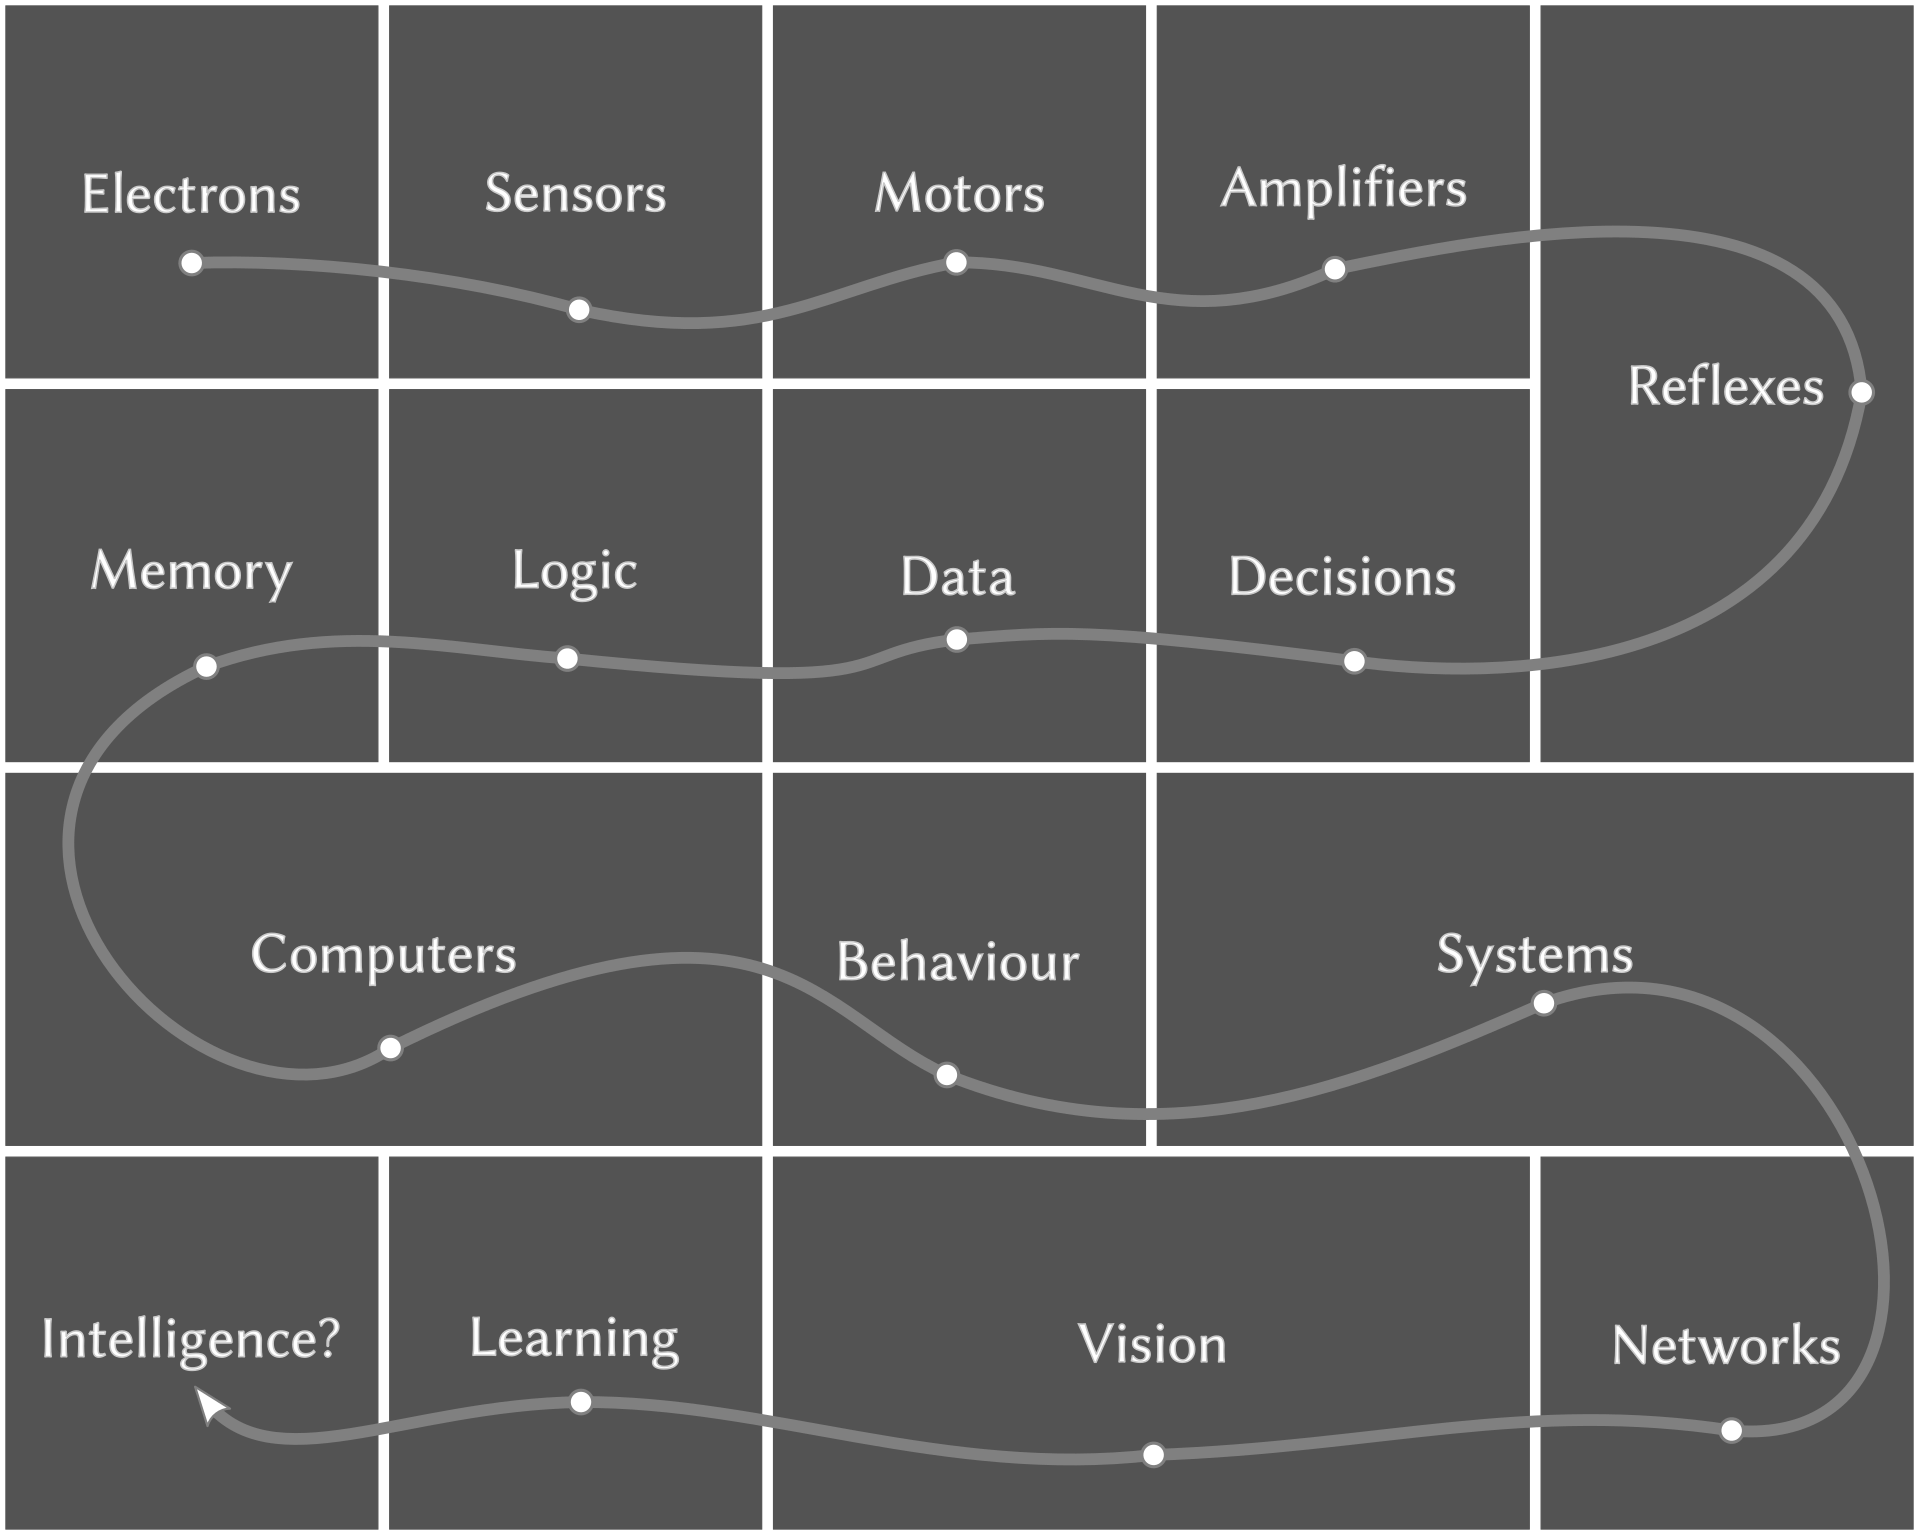 Electrons
Sensors
Motors
Amplifiers
Reflexes
Memory
Logic
Data
Decisions
Computers
Behaviour
Systems
Intelligence?
Learning
Vision
Networks